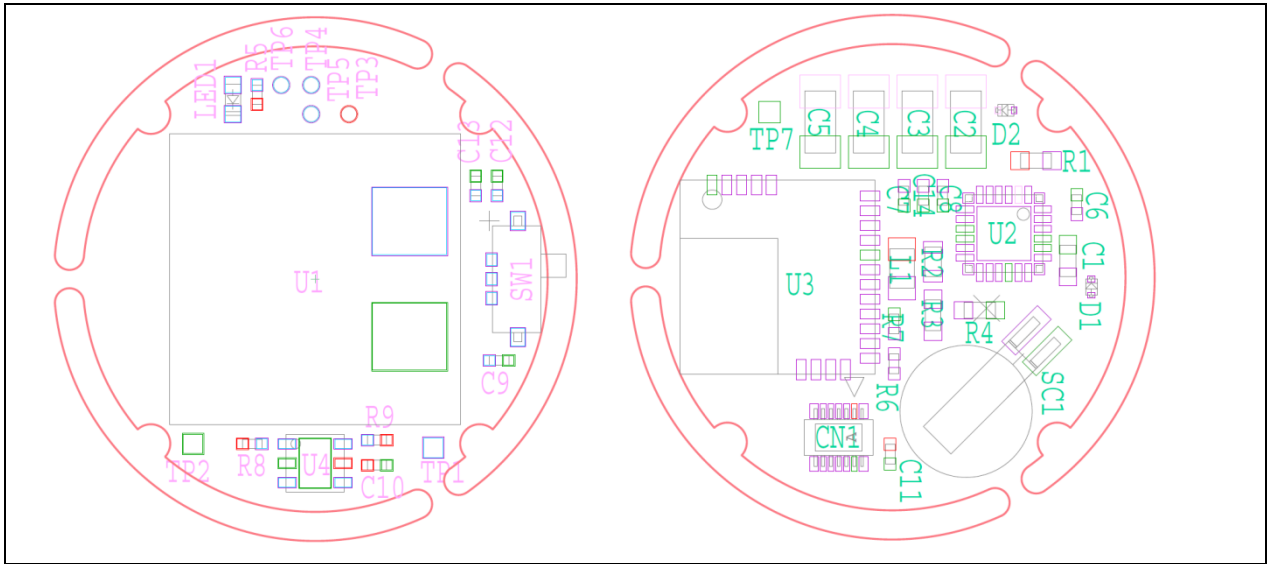 LED1
R5
TP6
TP4
TP5
TP3
C13
C12
U1
SW1
C9
R9
TP2
R8
U4
C10
TP1
TP7
C5
C4
C3
C2
D2
R1
C7
C14
C8
C6
U2
U3
L1
R2
C1
R3
R7
R4
D1
R6
SC1
CN1
C11